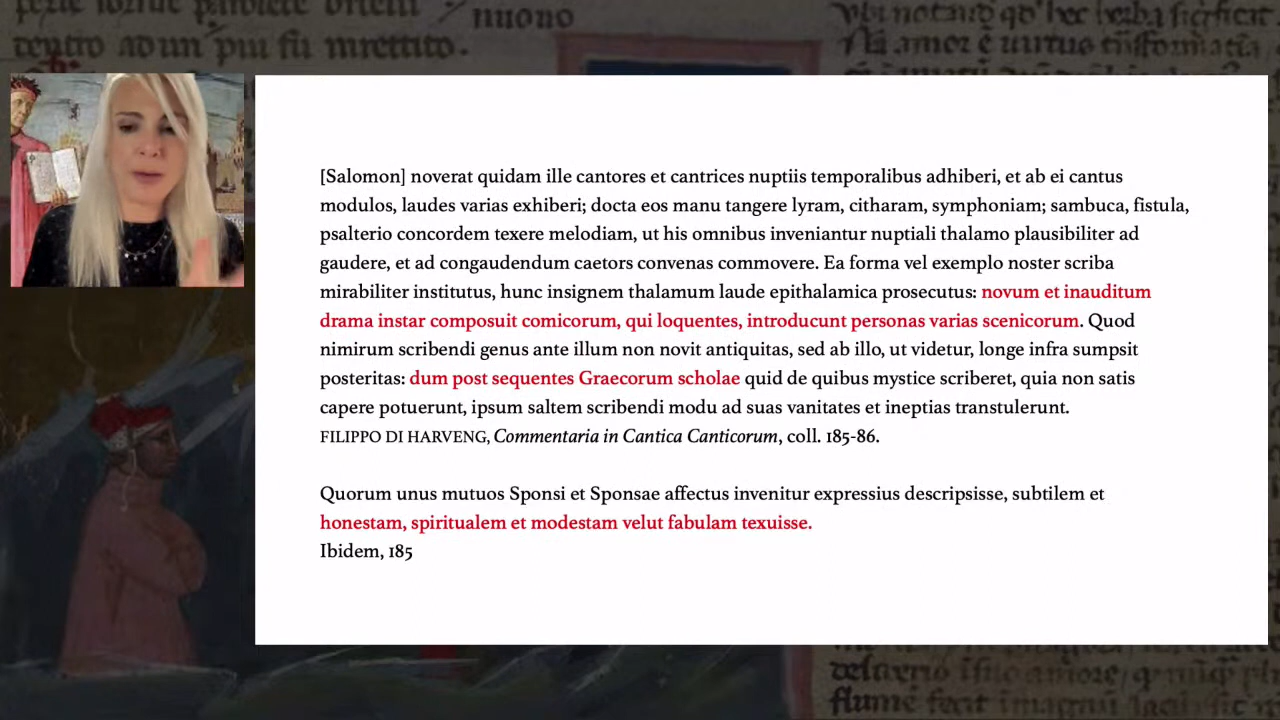 nuono
[Salomon] noverat quidam ille cantores et cantrices nuptiis temporalibus adhiberi, et ab ei cantus
modulos, laudes varias exhiberi; docta eos manu tangere lyram, citharam, symphoniam; sambuca, fistula,
psalterio concordem texere melodiam, ut his omnibus inveniantur nuptiali thalamo plausibiliter ad
gaudere, et ad congaudendum caetors convenas commovere. Ea forma vel exemplo noster scriba
mirabiliter institutus, hunc insignem thalamum laude epithalamica prosecutus: novum et inauditum
drama instar composuit comicorum, qui loquentes, introducunt personas varias scenicorum. Quod
nimirum scribendi genus ante illum non novit antiquitas, sed ab illo, ut videtur, longe infra sumpsit
posteritas: dum post sequentes Graecorum scholae quid de quibus mystice scriberet, quia non satis
capere potuerunt, ipsum saltem scribendi modu ad suas vanitates et ineptias transtulerunt.
FILIPPO DI HARVENG, Commentaria in Cantica Canticorum, coll. 185-86.
Quorum unus mutuos Sponsi et Sponsae affectus invenitur expressius descripsisse, subtilem et
honestam, spiritualem et modestam velut fabulam texuisse.
Ibidem, 185